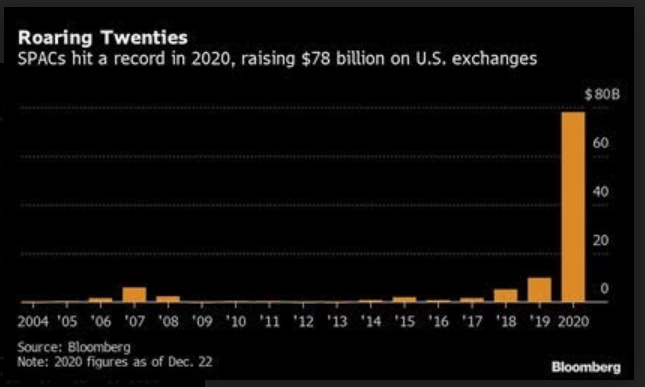 Roaring Twenties
SPACs hit a record in 2020, raising $78 billion on U.S. exchanges
$80B
60
40
20
0
2004 '05 '06 '07 '08 '09 '10 '11 '12 '13 '14 '15 '16 '17 '18 '19 2020
Source: Bloomberg
Note: 2020 figures as of Dec. 22
Bloomberg